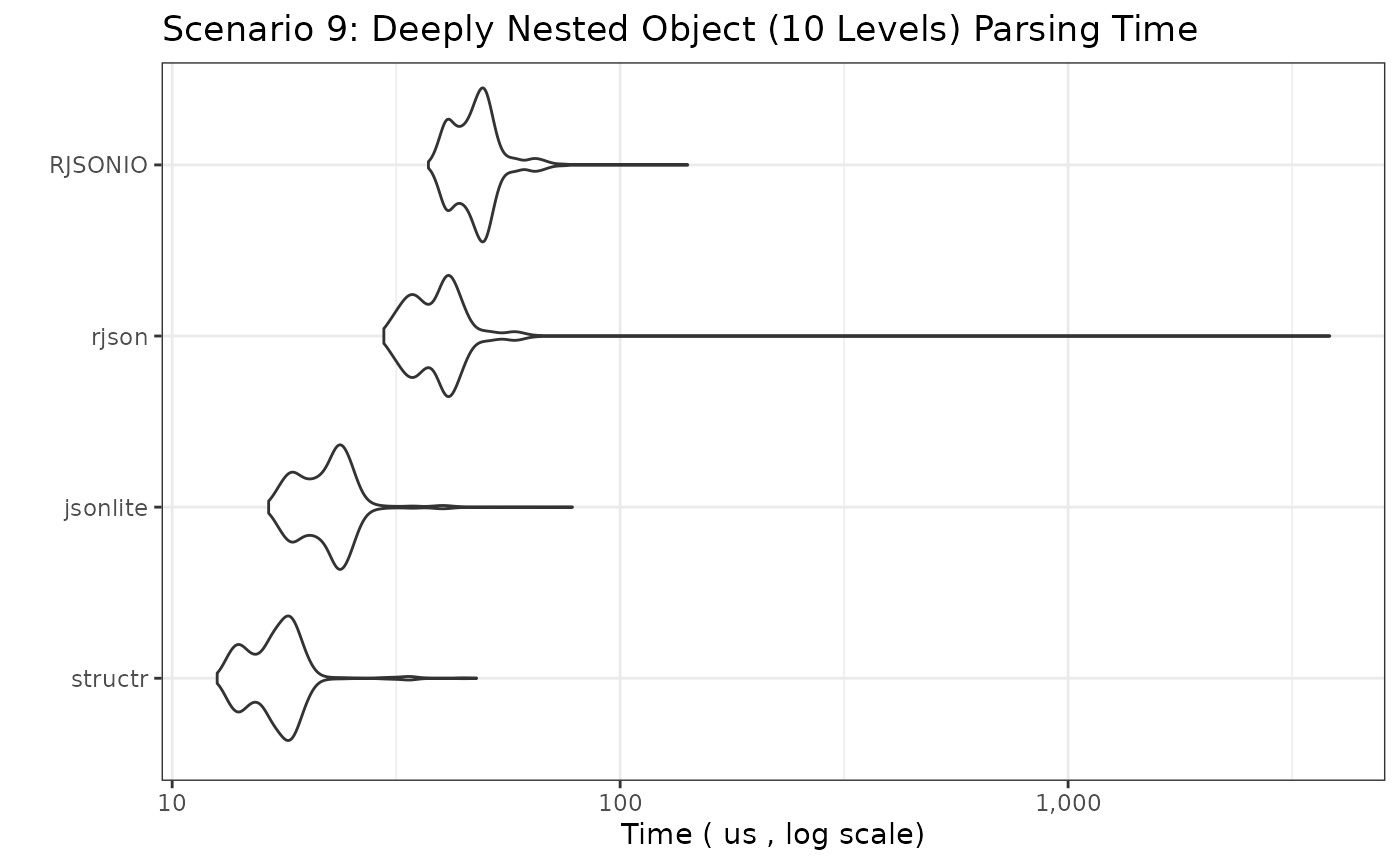 Scenario 9: Deeply Nested Object (10 Levels) Parsing Time
RJSONIO
rjson
jsonlite
structr
10 100 1,000
Time ( us , log scale)